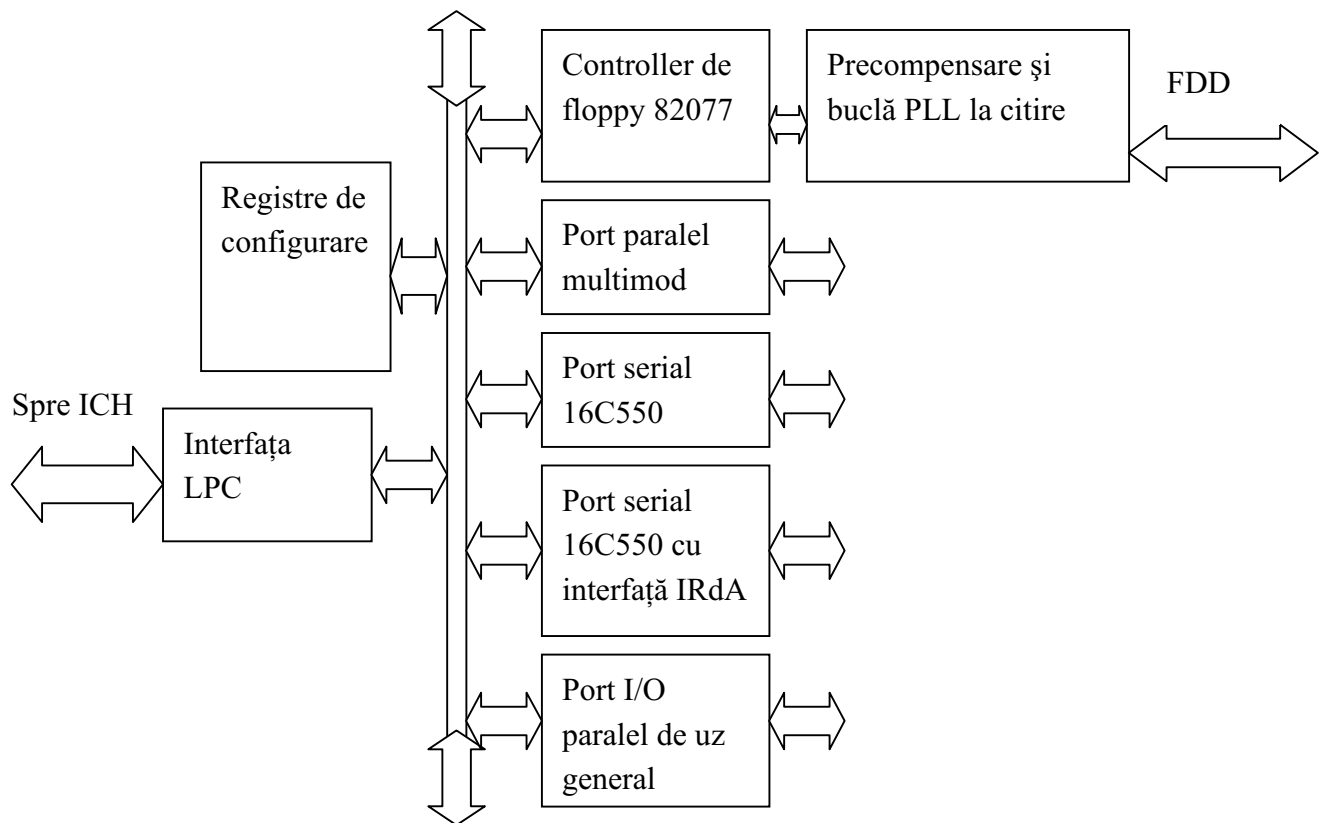 Controller de
floppy 82077
Precompensare şi
buclă PLL la citire
FDD
Registre de
configurare
Port paralel
multimod
Port serial
16C550
Spre ICH
Interfaţa
LPC
Port serial
16C550 cu
interfaţă IRdA
Port I/O
paralel de uz
general